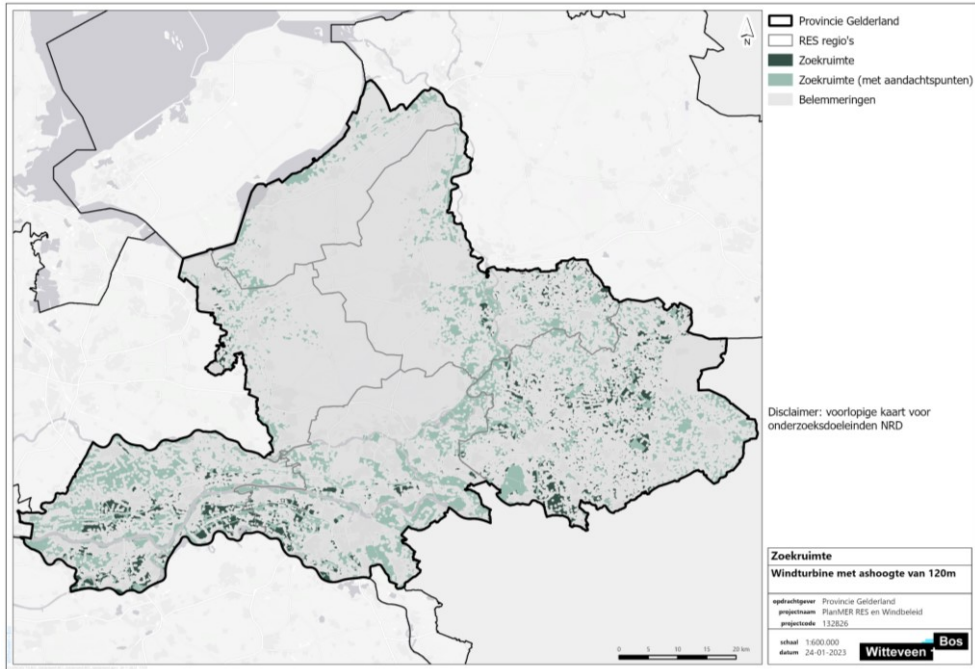 N
Provincie Gelderland
RES regio's
Zoekruimte
Zoekruimte (met aandachtspunten)
Belemmeringen
Disclaimer: voorlopige kaart voor
onderzoeksdoeleinden NRD
Zoekruimte
Windturbine met ashoogte van 120m
opdrachtgever Provincie Gelderland
projectnaam PlanMER RES en Windbeleid
projectcode 132826
schaal 1:600.000
datum 24-01-2023
Witteveen + Bos
0 5 10 15 20 km